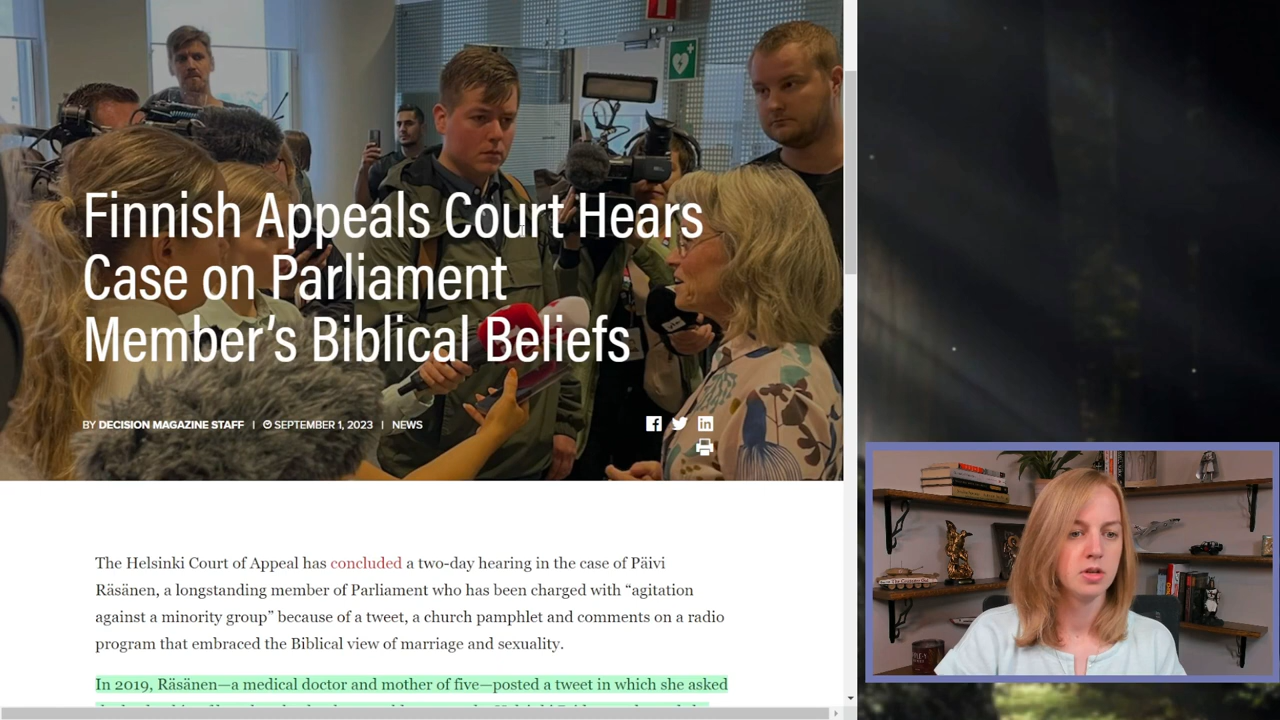 Finnish Appeals Court Hears
Case on Parliament
Member's Biblical Beliefs
BY DECISION MAGAZINE STAFF | SEPTEMBER 1, 2023 | NEWS
The Helsinki Court of Appeal has concluded a two-day hearing in the case of Päivi
Räsänen, a longstanding member of Parliament who has been charged with “agitation
against a minority group” because of a tweet, a church pamphlet and comments on a radio
program that embraced the Biblical view of marriage and sexuality.
In 2019, Räsänen—a medical doctor and mother of five—posted a tweet in which she asked